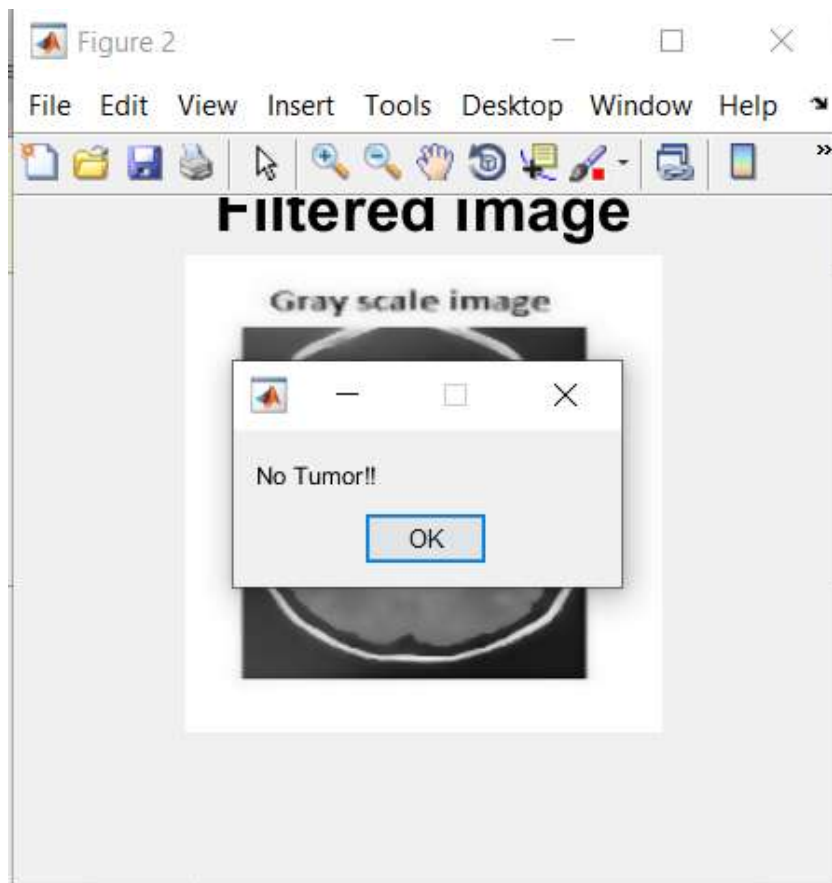 Figure 2
File Edit View Insert Tools Desktop Window Help
Filtered image
Gray scale image
No Tumor!!
OK